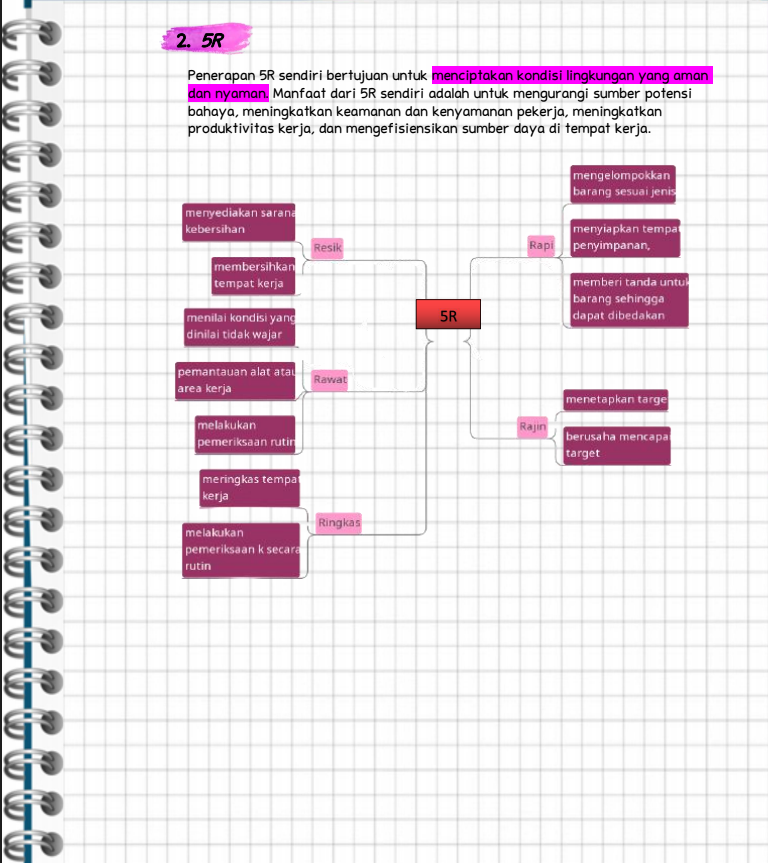 2. 5R
Penerapan 5R sendiri bertujuan untuk menciptakan kondisi lingkungan yang aman
dan nyaman. Manfaat dari 5R sendiri adalah untuk mengurangi sumber potensi
bahaya, meningkatkan keamanan dan kenyamanan pekerja, meningkatkan
produktivitas kerja, dan mengefisiensikan sumber daya di tempat kerja.
5R
Resik
menyediakan sarana
kebersihan
membersihkan
tempat kerja
Rawat
menilai kondisi yang
dinilai tidak wajar
pemantauan alat atau
area kerja
melakukan
pemeriksaan rutin
Ringkas
meringkas tempat
kerja
melakukan
pemeriksaan k secara
rutin
Rapi
mengelompokkan
barang sesuai jenis
menyiapkan tempat
penyimpanan,
memberi tanda untuk
barang sehingga
dapat dibedakan
Rajin
menetapkan targe
berusaha mencapai
target